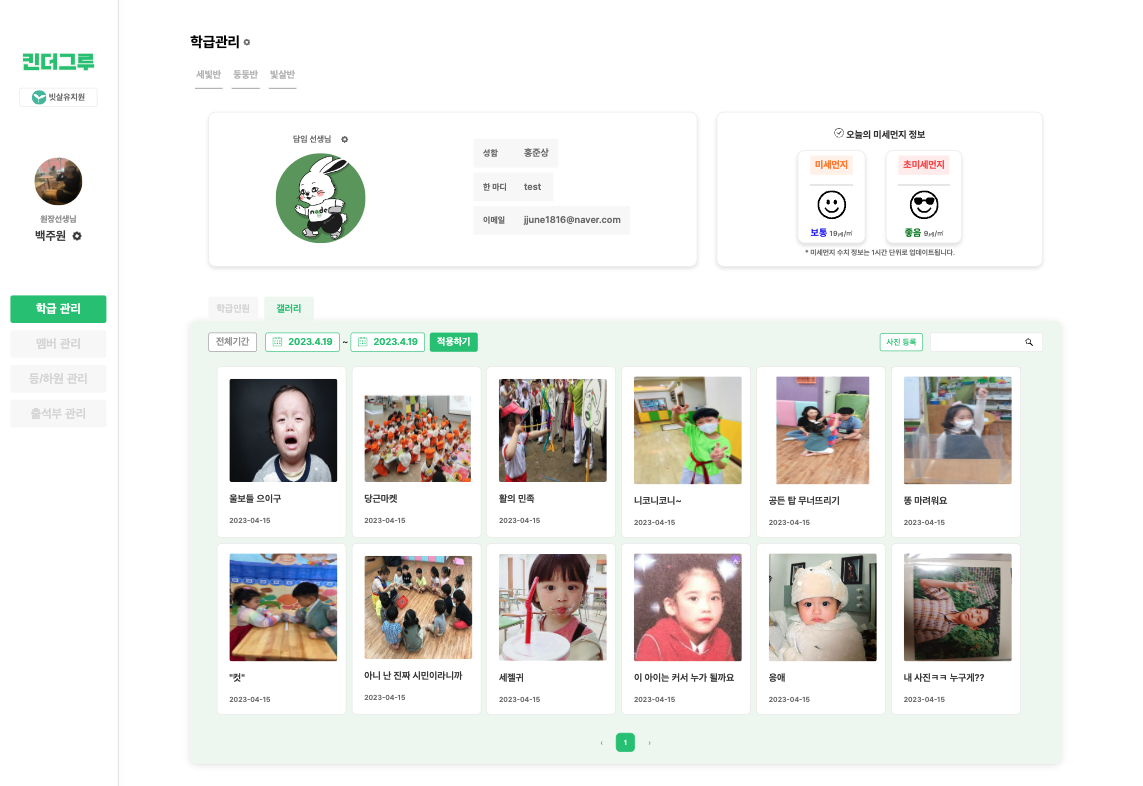 킨더그루
빗살유치원
원장선생님
백주원
학급 관리
멤버 관리
등/하원 관리
출석부 관리
학급관리
세빛반 둥둥반 빛살반
담임 선생님
node
성함 홍준상
한 마디 test
이메일 jjune1816@naver.com
오늘의 미세먼지 정보
미세먼지 초미세먼지
보통 19㎍/㎥ 좋음 9㎍/㎥
* 미세먼지 수치 정보는 1시간 단위로 업데이트됩니다.
학급인원 갤러리
전체기간 2023.4.19 ~ 2023.4.19 적용하기 사진 등록
울보들 으이구 당근마켓 활의 민족 니코니코니~ 공든 탑 무너뜨리기 똥 마려워요
2023-04-15 2023-04-15 2023-04-15 2023-04-15 2023-04-15 2023-04-15
"컷" 아니 난 진짜 시민이라니까 세젤귀 이 아이는 커서 누가 될까요 응애 내 사진ㅋㅋ 누구게??
2023-04-15 2023-04-15 2023-04-15 2023-04-15 2023-04-15 2023-04-15
‹ 1 ›